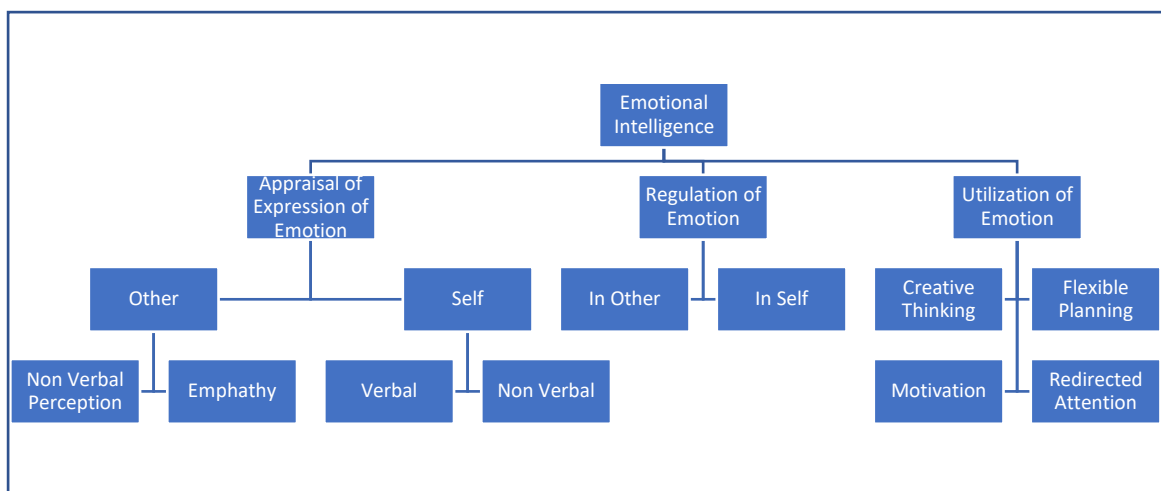 Emotional
Intelligence
Appraisal of
Expression of
Emotion
Regulation of
Emotion
Utilization of
Emotion
Other
Self
In Other
In Self
Creative
Thinking
Flexible
Planning
Non Verbal
Perception
Emphathy
Verbal
Non Verbal
Motivation
Redirected
Attention